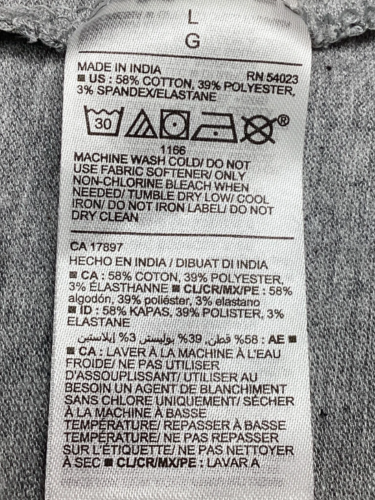 L
G
MADE IN INDIA RN 54023
■ US : 58% COTTON, 39% POLYESTER,
3% SPANDEX/ELASTANE
30 ®
1166
MACHINE WASH COLD/ DO NOT
USE FABRIC SOFTENER/ ONLY
NON-CHLORINE BLEACH WHEN
NEEDED/ TUMBLE DRY LOW/ COOL
IRON/ DO NOT IRON LABEL/ DO NOT
DRY CLEAN
CA 17897
HECHO EN INDIA / DIBUAT DI INDIA
■ CA : 58% COTON, 39% POLYESTER,
3% ÉLASTHANNE ■ CL/CR/MX/PE : 58%
algodón, 39% poliéster, 3% elastano
■ ID : 58% KAPAS, 39% POLISTER, 3%
ELASTANE
■ AE : 58% قطن, 39% بوليستر, 3% إيلاستين
■ CA : LAVER À LA MACHINE À L'EAU
FROIDE/ NE PAS UTILISER
D'ASSOUPLISSANT/ UTILISER AU
BESOIN UN AGENT DE BLANCHIMENT
SANS CHLORE UNIQUEMENT/ SÉCHER
À LA MACHINE À BASSE
TEMPÉRATURE/ REPASSER À BASSE
TEMPÉRATURE/ NE PAS REPASSER
SUR L'ÉTIQUETTE/ NE PAS NETTOYER
À SEC ■ CL/CR/MX/PE : LAVAR A